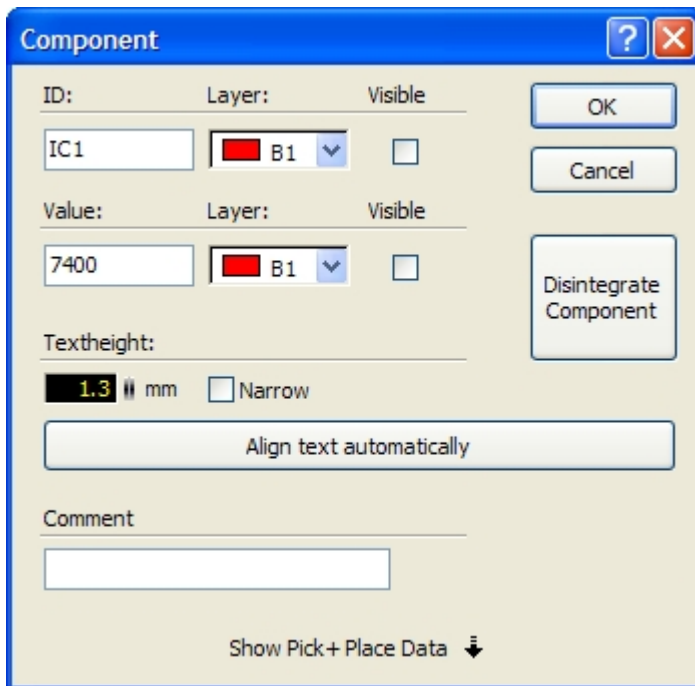 Component
ID: Layer: Visible
OK
IC1 B1
Cancel
Value: Layer: Visible
7400 B1
Disintegrate
Component
Textheight:
1.3 mm Narrow
Align text automatically
Comment
Show Pick+Place Data